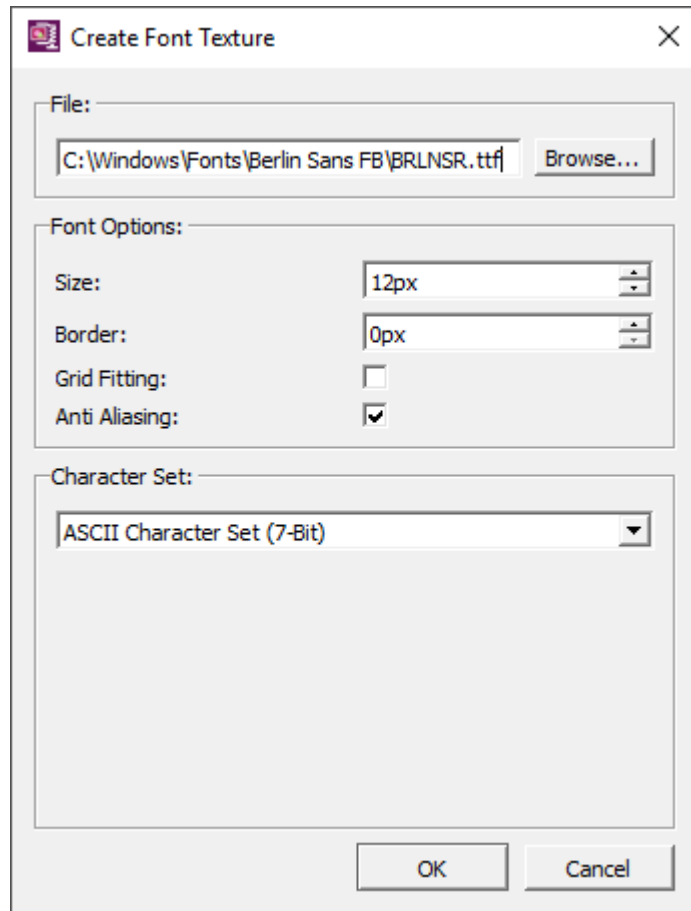 Create Font Texture
File:
C:\Windows\Fonts\Berlin Sans FB\BRLNSR.ttf Browse...
Font Options:
Size: 12px
Border: 0px
Grid Fitting:
Anti Aliasing:
Character Set:
ASCII Character Set (7-Bit)
OK Cancel